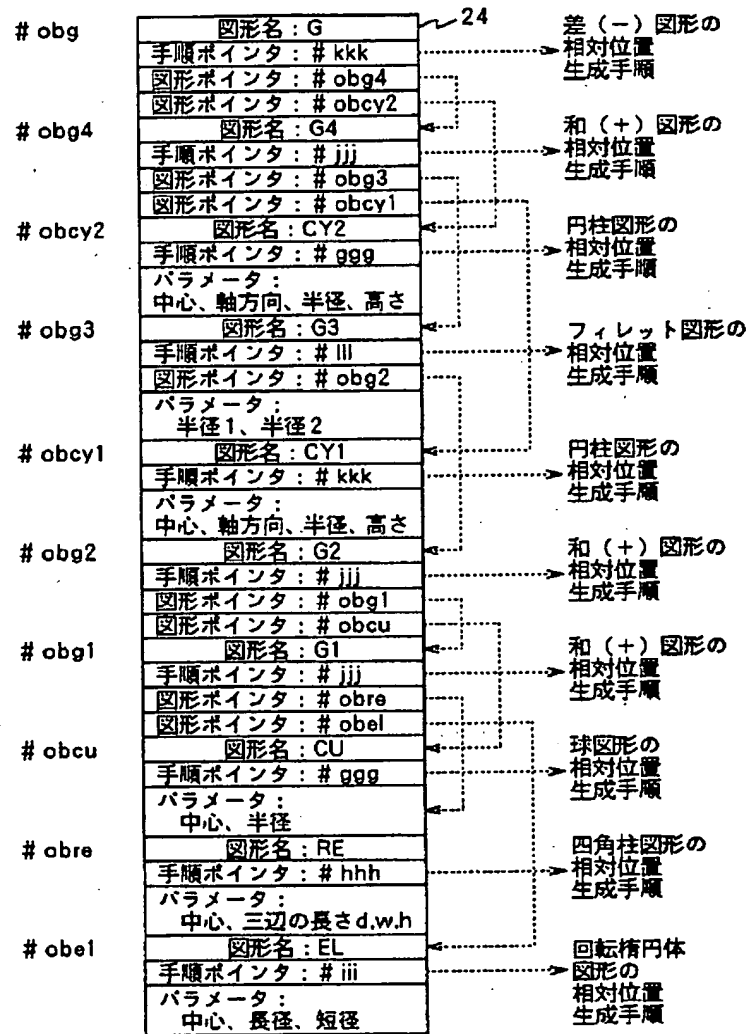 24
# obg
図形名：G
手順ポインタ：# kkk
図形ポインタ：# obg4
図形ポインタ：# obcy2
差（－）図形の
相対位置
生成手順
# obg4
図形名：G4
手順ポインタ：# jjj
図形ポインタ：# obg3
図形ポインタ：# obcy1
和（＋）図形の
相対位置
生成手順
# obcy2
図形名：CY2
手順ポインタ：# ggg
パラメータ：
中心、軸方向、半径、高さ
円柱図形の
相対位置
生成手順
# obg3
図形名：G3
手順ポインタ：# lll
図形ポインタ：# obg2
パラメータ：
半径1、半径2
フィレット図形の
相対位置
生成手順
# obcy1
図形名：CY1
手順ポインタ：# kkk
パラメータ：
中心、軸方向、半径、高さ
円柱図形の
相対位置
生成手順
# obg2
図形名：G2
手順ポインタ：# jjj
図形ポインタ：# obg1
図形ポインタ：# obcu
和（＋）図形の
相対位置
生成手順
# obg1
図形名：G1
手順ポインタ：# jjj
図形ポインタ：# obre
図形ポインタ：# obel
和（＋）図形の
相対位置
生成手順
# obcu
図形名：CU
手順ポインタ：# ggg
パラメータ：
中心、半径
球図形の
相対位置
生成手順
# obre
図形名：RE
手順ポインタ：# hhh
パラメータ：
中心、三辺の長さd,w,h
四角柱図形の
相対位置
生成手順
# obe1
図形名：EL
手順ポインタ：# iii
パラメータ：
中心、長径、短径
回転楕円体
図形の
相対位置
生成手順